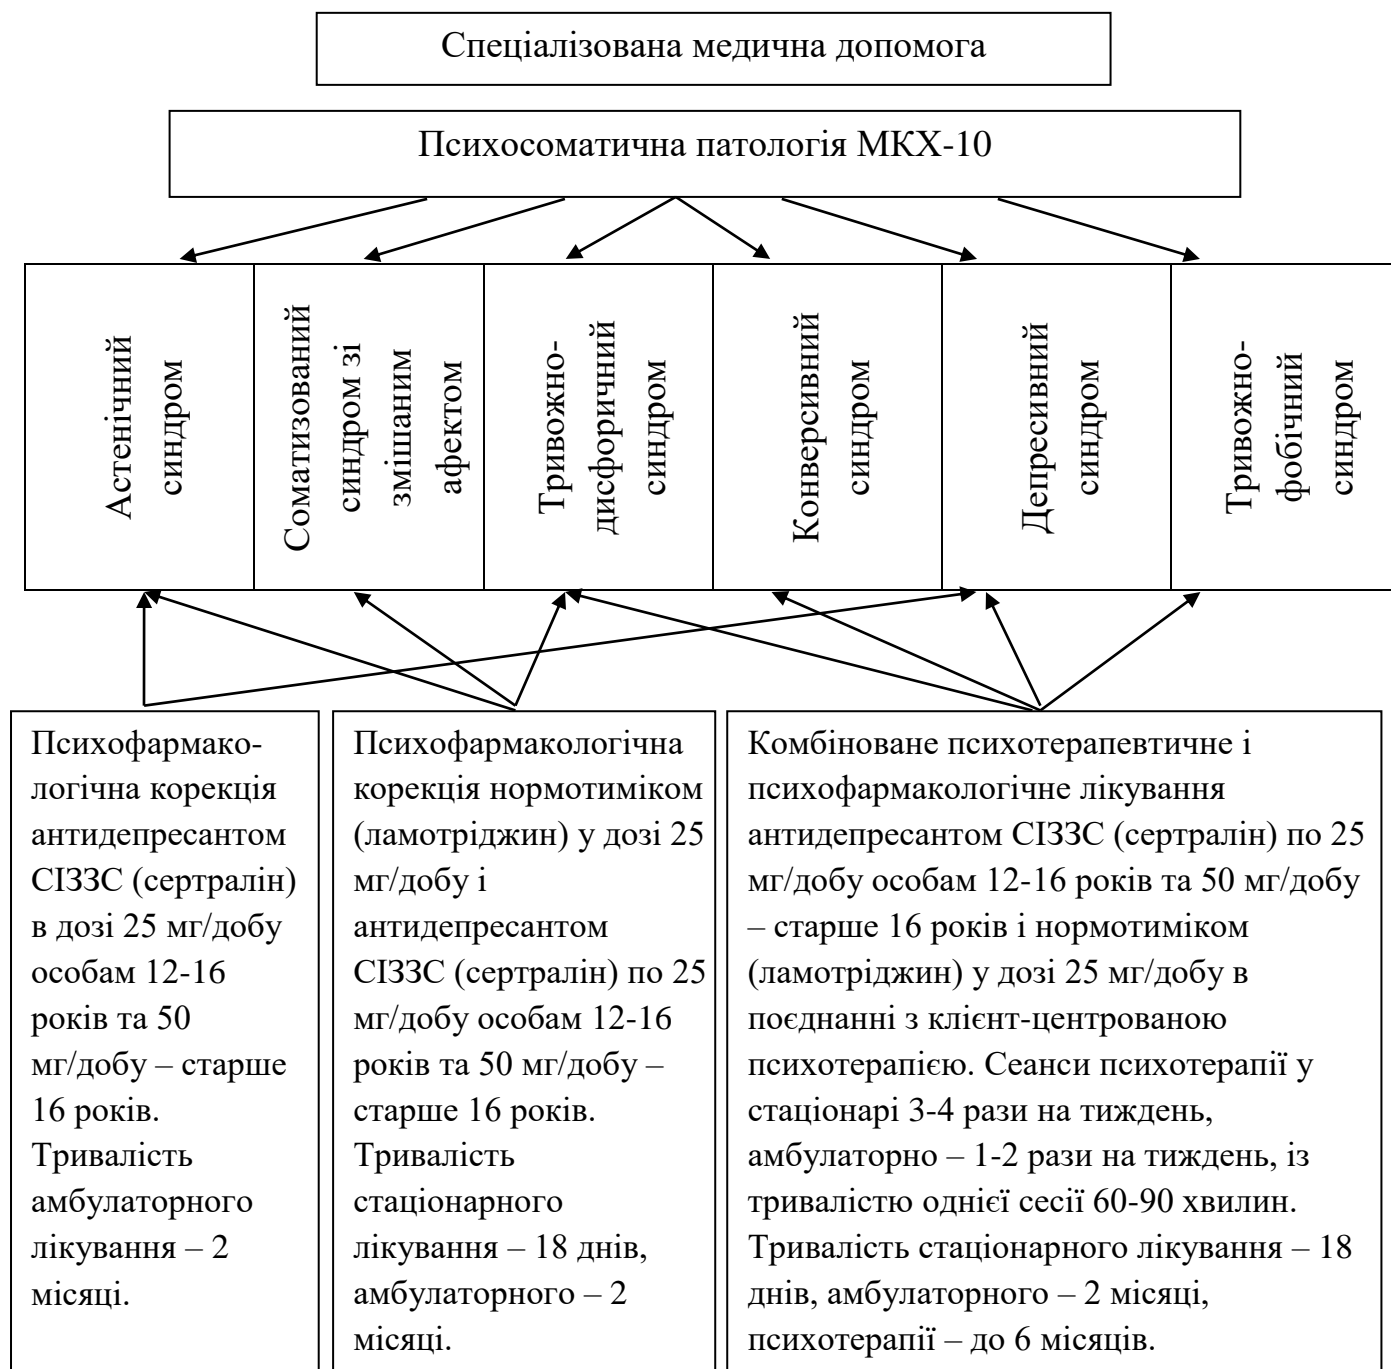 Спеціалізована медична допомога
Психосоматична патологія МКХ-10
Астенічний
синдром
Соматизований
синдром зі
змішаним
афектом
Тривожно-
дисфоричний
синдром
Конверсивний
синдром
Депресивний
синдром
Тривожно-
фобічний
синдром
Психофармако-
логічна корекція
антидепресантом
СІЗЗС (сертралін)
в дозі 25 мг/добу
особам 12-16
років та 50
мг/добу – старше
16 років.
Тривалість
амбулаторного
лікування – 2
місяці.
Психофармакологічна
корекція нормотиміком
(ламотріджин) у дозі 25
мг/добу і
антидепресантом
СІЗЗС (сертралін) по 25
мг/добу особам 12-16
років та 50 мг/добу –
старше 16 років.
Тривалість
стаціонарного
лікування – 18 днів,
амбулаторного – 2
місяці.
Комбіноване психотерапевтичне і
психофармакологічне лікування
антидепресантом СІЗЗС (сертралін) по 25
мг/добу особам 12-16 років та 50 мг/добу
– старше 16 років і нормотиміком
(ламотріджин) у дозі 25 мг/добу в
поєднанні з клієнт-центрованою
психотерапією. Сеанси психотерапії у
стаціонарі 3-4 рази на тиждень,
амбулаторно – 1-2 рази на тиждень, із
тривалістю однієї сесії 60-90 хвилин.
Тривалість стаціонарного лікування – 18
днів, амбулаторного – 2 місяці,
психотерапії – до 6 місяців.